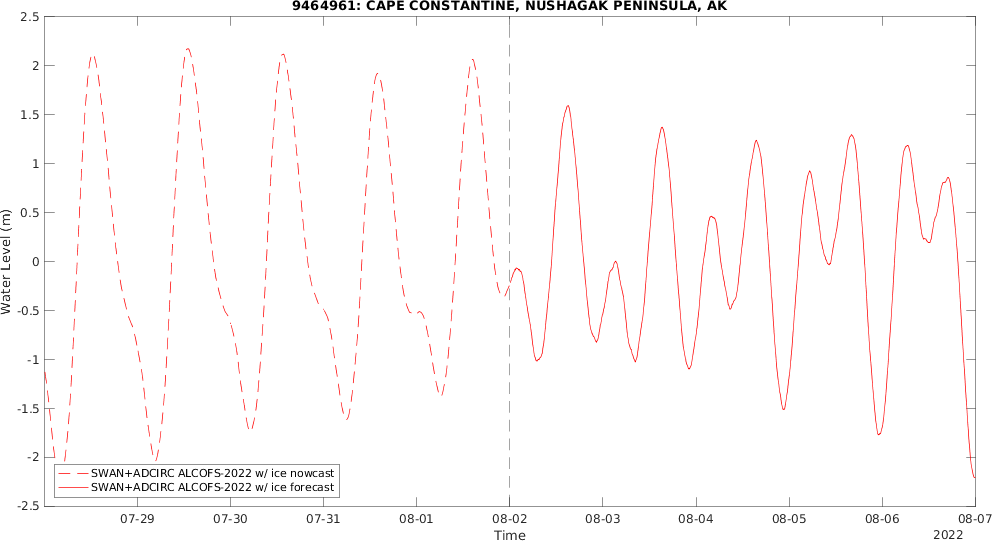 9464961: CAPE CONSTANTINE, NUSHAGAK PENINSULA, AK
Water Level (m)
2.5
2
1.5
1
0.5
0
-0.5
-1
-1.5
-2
-2.5
SWAN+ADCIRC ALCOFS-2022 w/ ice nowcast
SWAN+ADCIRC ALCOFS-2022 w/ ice forecast
07-29 07-30 07-31 08-01 08-02 08-03 08-04 08-05 08-06 08-07
Time
2022